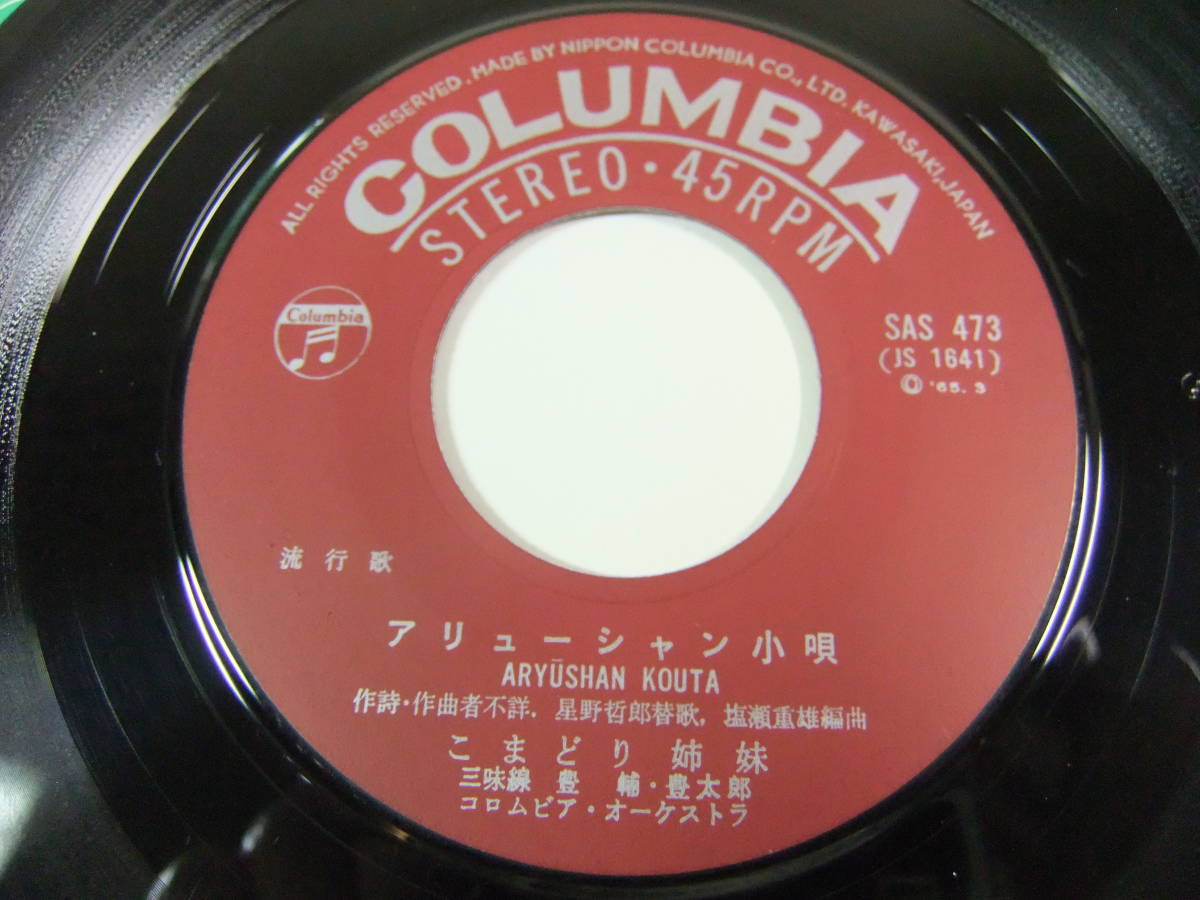 ALL RIGHTS RESERVED. MADE BY NIPPON COLUMBIA CO., LTD. KAWASAKI, JAPAN
COLUMBIA
STEREO・45RPM
Columbia
SAS 473
(JS 1641)
Ⓟ '65. 3
流行歌
アリューシャン小唄
ARYŪSHAN KOUTA
作詩・作曲者不詳, 星野哲郎替歌, 塩瀬重雄編曲
こまどり姉妹
三味線 豊 輔・豊太郎
コロムビア・オーケストラ